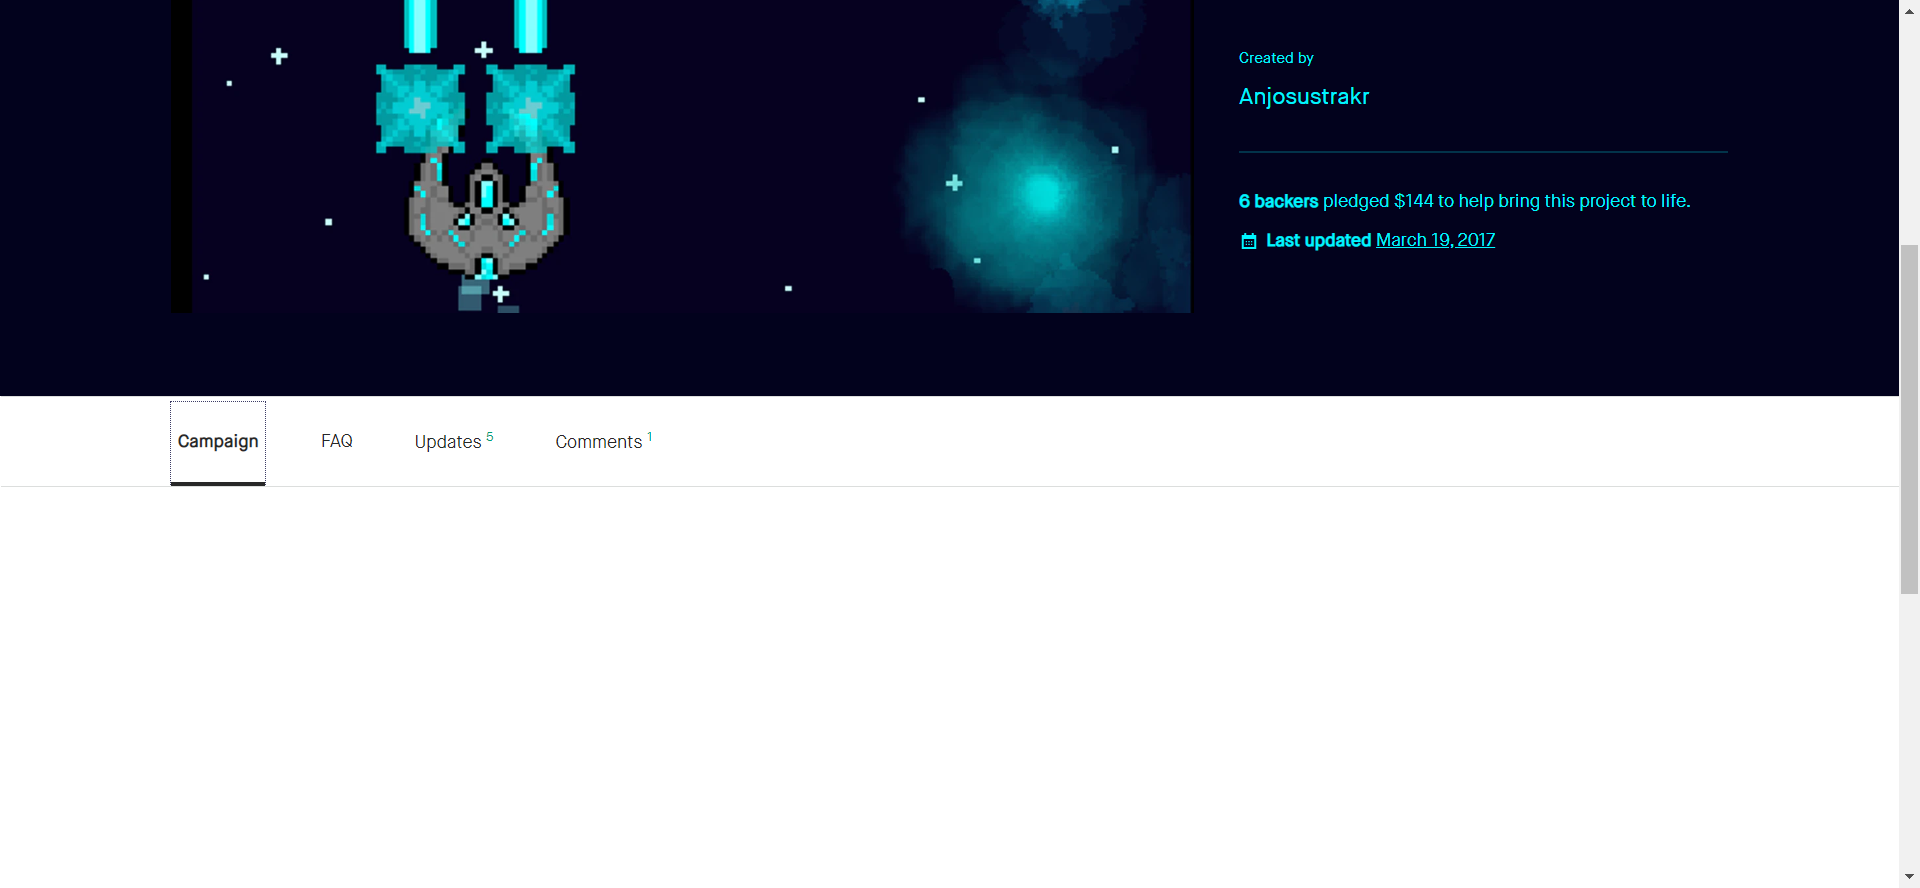 Created by
Anjosustrakr
6 backers pledged $144 to help bring this project to life.
Last updated March 19, 2017
Campaign
FAQ
Updates 5
Comments 1